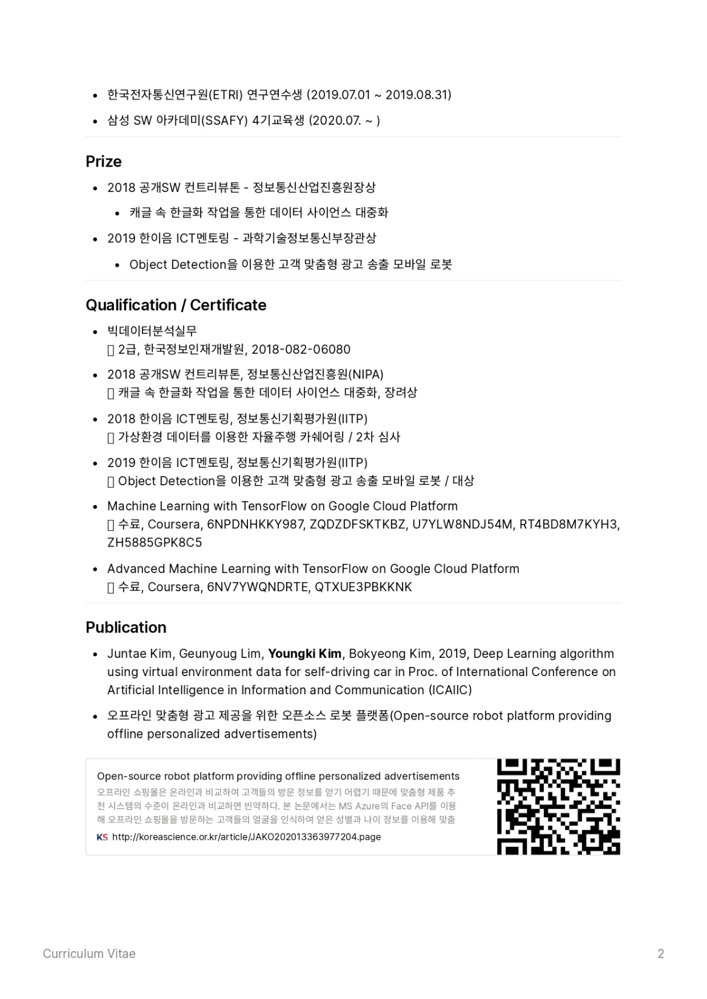 • 한국전자통신연구원(ETRI) 연구연수생 (2019.07.01 ~ 2019.08.31)
• 삼성 SW 아카데미(SSAFY) 4기교육생 (2020.07. ~ )
Prize
• 2018 공개SW 컨트리뷰톤 - 정보통신산업진흥원장상
• 캐글 속 한글화 작업을 통한 데이터 사이언스 대중화
• 2019 한이음 ICT멘토링 - 과학기술정보통신부장관상
• Object Detection을 이용한 고객 맞춤형 광고 송출 모바일 로봇
Qualification / Certificate
• 빅데이터분석실무
2급, 한국정보인재개발원, 2018-082-06080
• 2018 공개SW 컨트리뷰톤, 정보통신산업진흥원(NIPA)
캐글 속 한글화 작업을 통한 데이터 사이언스 대중화, 장려상
• 2018 한이음 ICT멘토링, 정보통신기획평가원(IITP)
가상환경 데이터를 이용한 자율주행 카쉐어링 / 2차 심사
• 2019 한이음 ICT멘토링, 정보통신기획평가원(IITP)
Object Detection을 이용한 고객 맞춤형 광고 송출 모바일 로봇 / 대상
• Machine Learning with TensorFlow on Google Cloud Platform
수료, Coursera, 6NPDNHKKY987, ZQDZDFSKTKBZ, U7YLW8NDJ54M, RT4BD8M7KYH3,
ZH5885GPK8C5
• Advanced Machine Learning with TensorFlow on Google Cloud Platform
수료, Coursera, 6NV7YWQNDRTE, QTXUE3PBKKNK
Publication
• Juntae Kim, Geunyoug Lim, Youngki Kim, Bokyeong Kim, 2019, Deep Learning algorithm
using virtual environment data for self-driving car in Proc. of International Conference on
Artificial Intelligence in Information and Communication (ICAIIC)
• 오프라인 맞춤형 광고 제공을 위한 오픈소스 로봇 플랫폼(Open-source robot platform providing
offline personalized advertisements)
Open-source robot platform providing offline personalized advertisements
오프라인 쇼핑몰은 온라인과 비교하여 고객들의 방문 정보를 얻기 어렵기 때문에 맞춤형 제품 추
천 시스템의 수준이 온라인과 비교하면 빈약하다. 본 논문에서는 MS Azure의 Face API를 이용
해 오프라인 쇼핑몰을 방문하는 고객들의 얼굴을 인식하여 얻은 성별과 나이 정보를 이용해 맞춤
KS http://koreascience.or.kr/article/JAKO202013363977204.page
Curriculum Vitae
2